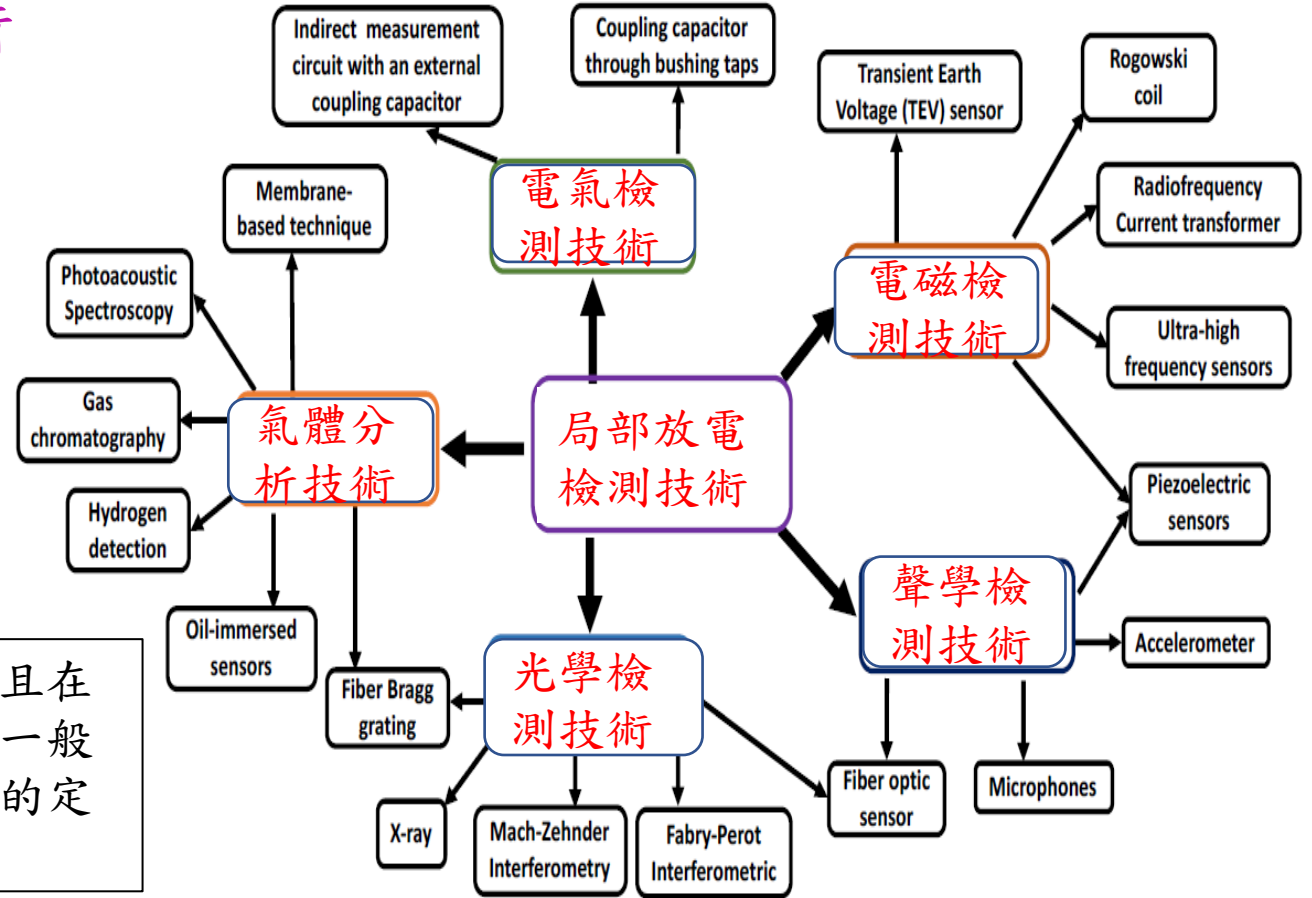 Indirect measurement
circuit with an external
coupling capacitor
Coupling capacitor
through bushing taps
Transient Earth
Voltage (TEV) sensor
Rogowski
coil
Membrane-
based technique
電氣檢
測技術
Radiofrequency
Current transformer
Photoacoustic
Spectroscopy
電磁檢
測技術
Ultra-high
frequency sensors
Gas
chromatography
氣體分
析技術
局部放電
檢測技術
Piezoelectric
sensors
Hydrogen
detection
聲學檢
測技術
Accelerometer
Oil-immersed
sensors
Fiber Bragg
grating
光學檢
測技術
且在
一般
的定
Fiber optic
sensor
Microphones
X-ray
Mach-Zehnder
Interferometry
Fabry-Perot
Interferometric